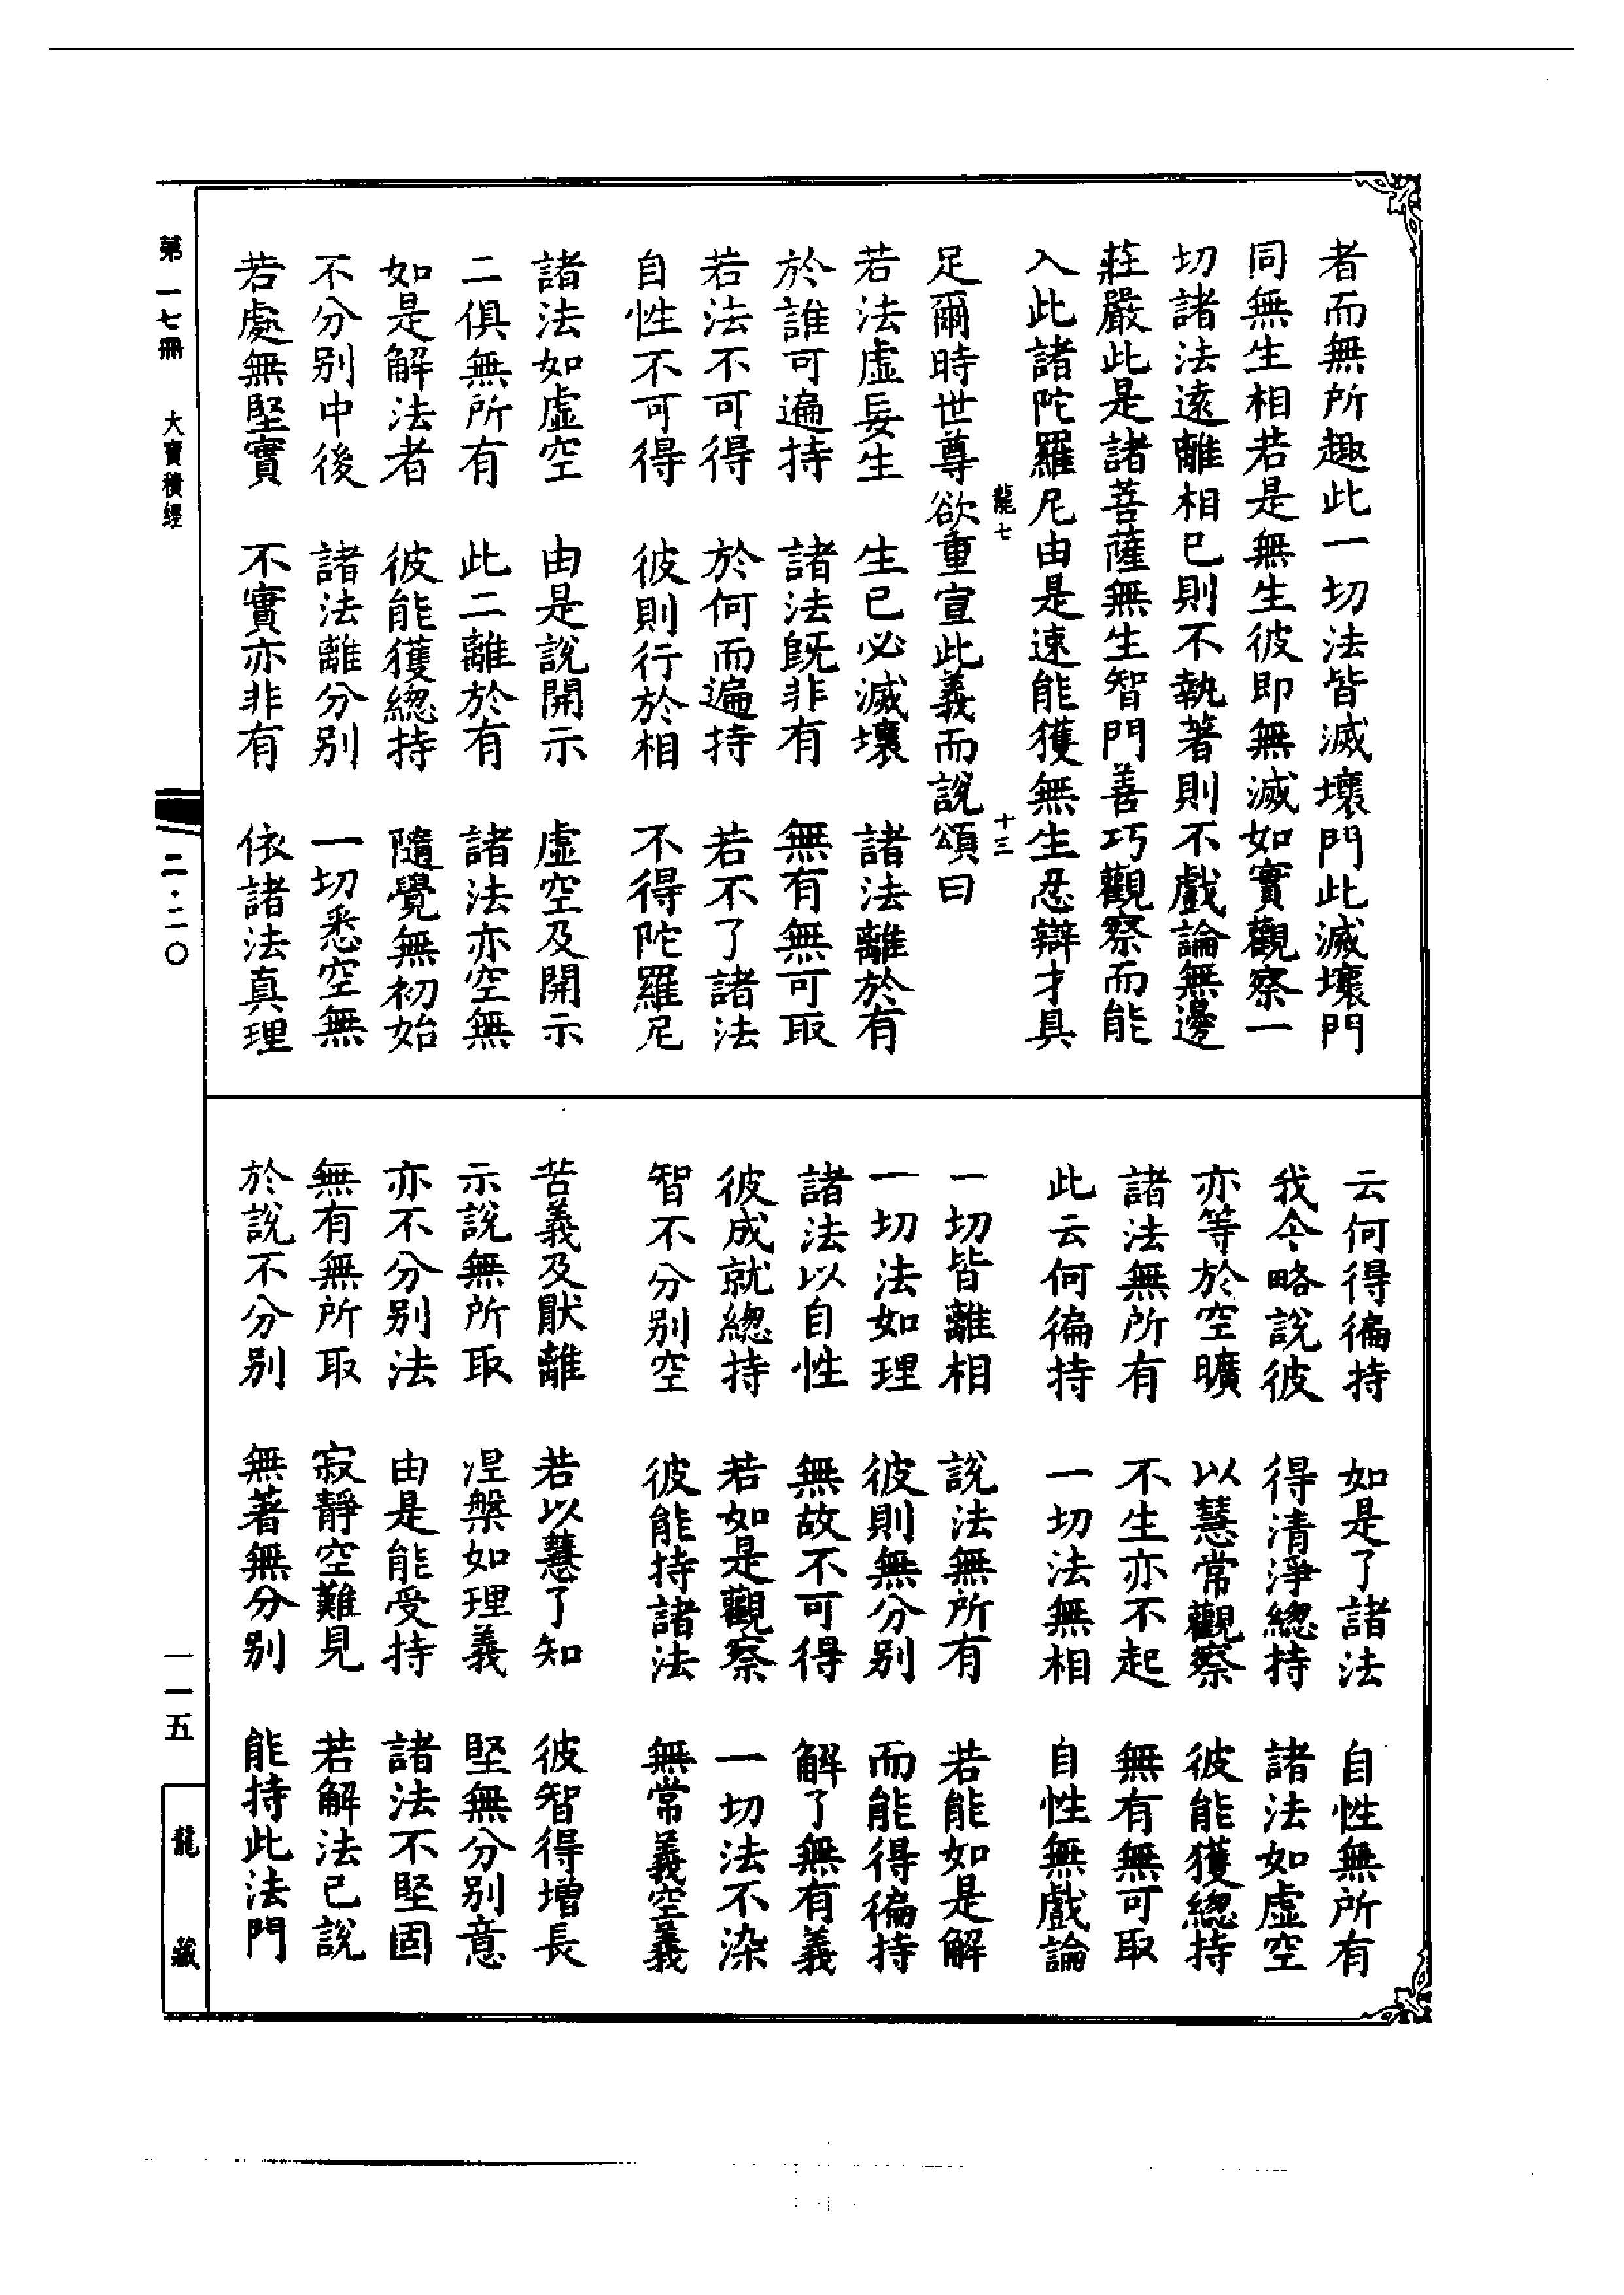 者而無所趣此一切法皆滅壞門此滅壞門
同無生相若是無生彼即無滅如實觀察一
切諸法遠離相已則不執著則不戲論無邊
莊嚴此是諸菩薩無生智門善巧觀察而能
入此諸陀羅尼由是速能獲無生忍辯才具
龍七　十三
足爾時世尊欲重宣此義而說頌曰
若法虛妄生　生已必滅壞　諸法離於有
於誰可遍持　諸法既非有　無有無可取
若法不可得　於何而遍持　若不了諸法
自性不可得　彼則行於相　不得陀羅尼
諸法如虛空　由是說開示　虛空及開示
二俱無所有　此二離於有　諸法亦空無
如是解法者　彼能獲總持　隨覺無初始
不分別中後　諸法離分別　一切悉空無
若處無堅實　不實亦非有　依諸法真理
云何得徧持　如是了諸法　自性無所有
我今略說彼　得清淨總持　諸法如虛空
亦等於空曠　以慧常觀察　彼能獲總持
諸法無所有　不生亦不起　無有無可取
此云何徧持　一切法無相　自性無戲論
一切皆離相　說法無所有　若能如是解
一切法如理　彼則無分別　而能得徧持
諸法以自性　無故不可得　解了無有義
彼成就總持　若如是觀察　一切法不染
智不分別空　彼能持諸法　無常義空義
苦義及猒離　若以慧了知　彼智得增長
示說無所取　涅槃如理義　堅無分別意
亦不分別法　由是能受持　諸法不堅固
無有無所取　寂靜空難見　若解法已說
於說不分別　無著無分別　能持此法門
第一七冊　大寶積經
二·二〇
一一五
龍藏